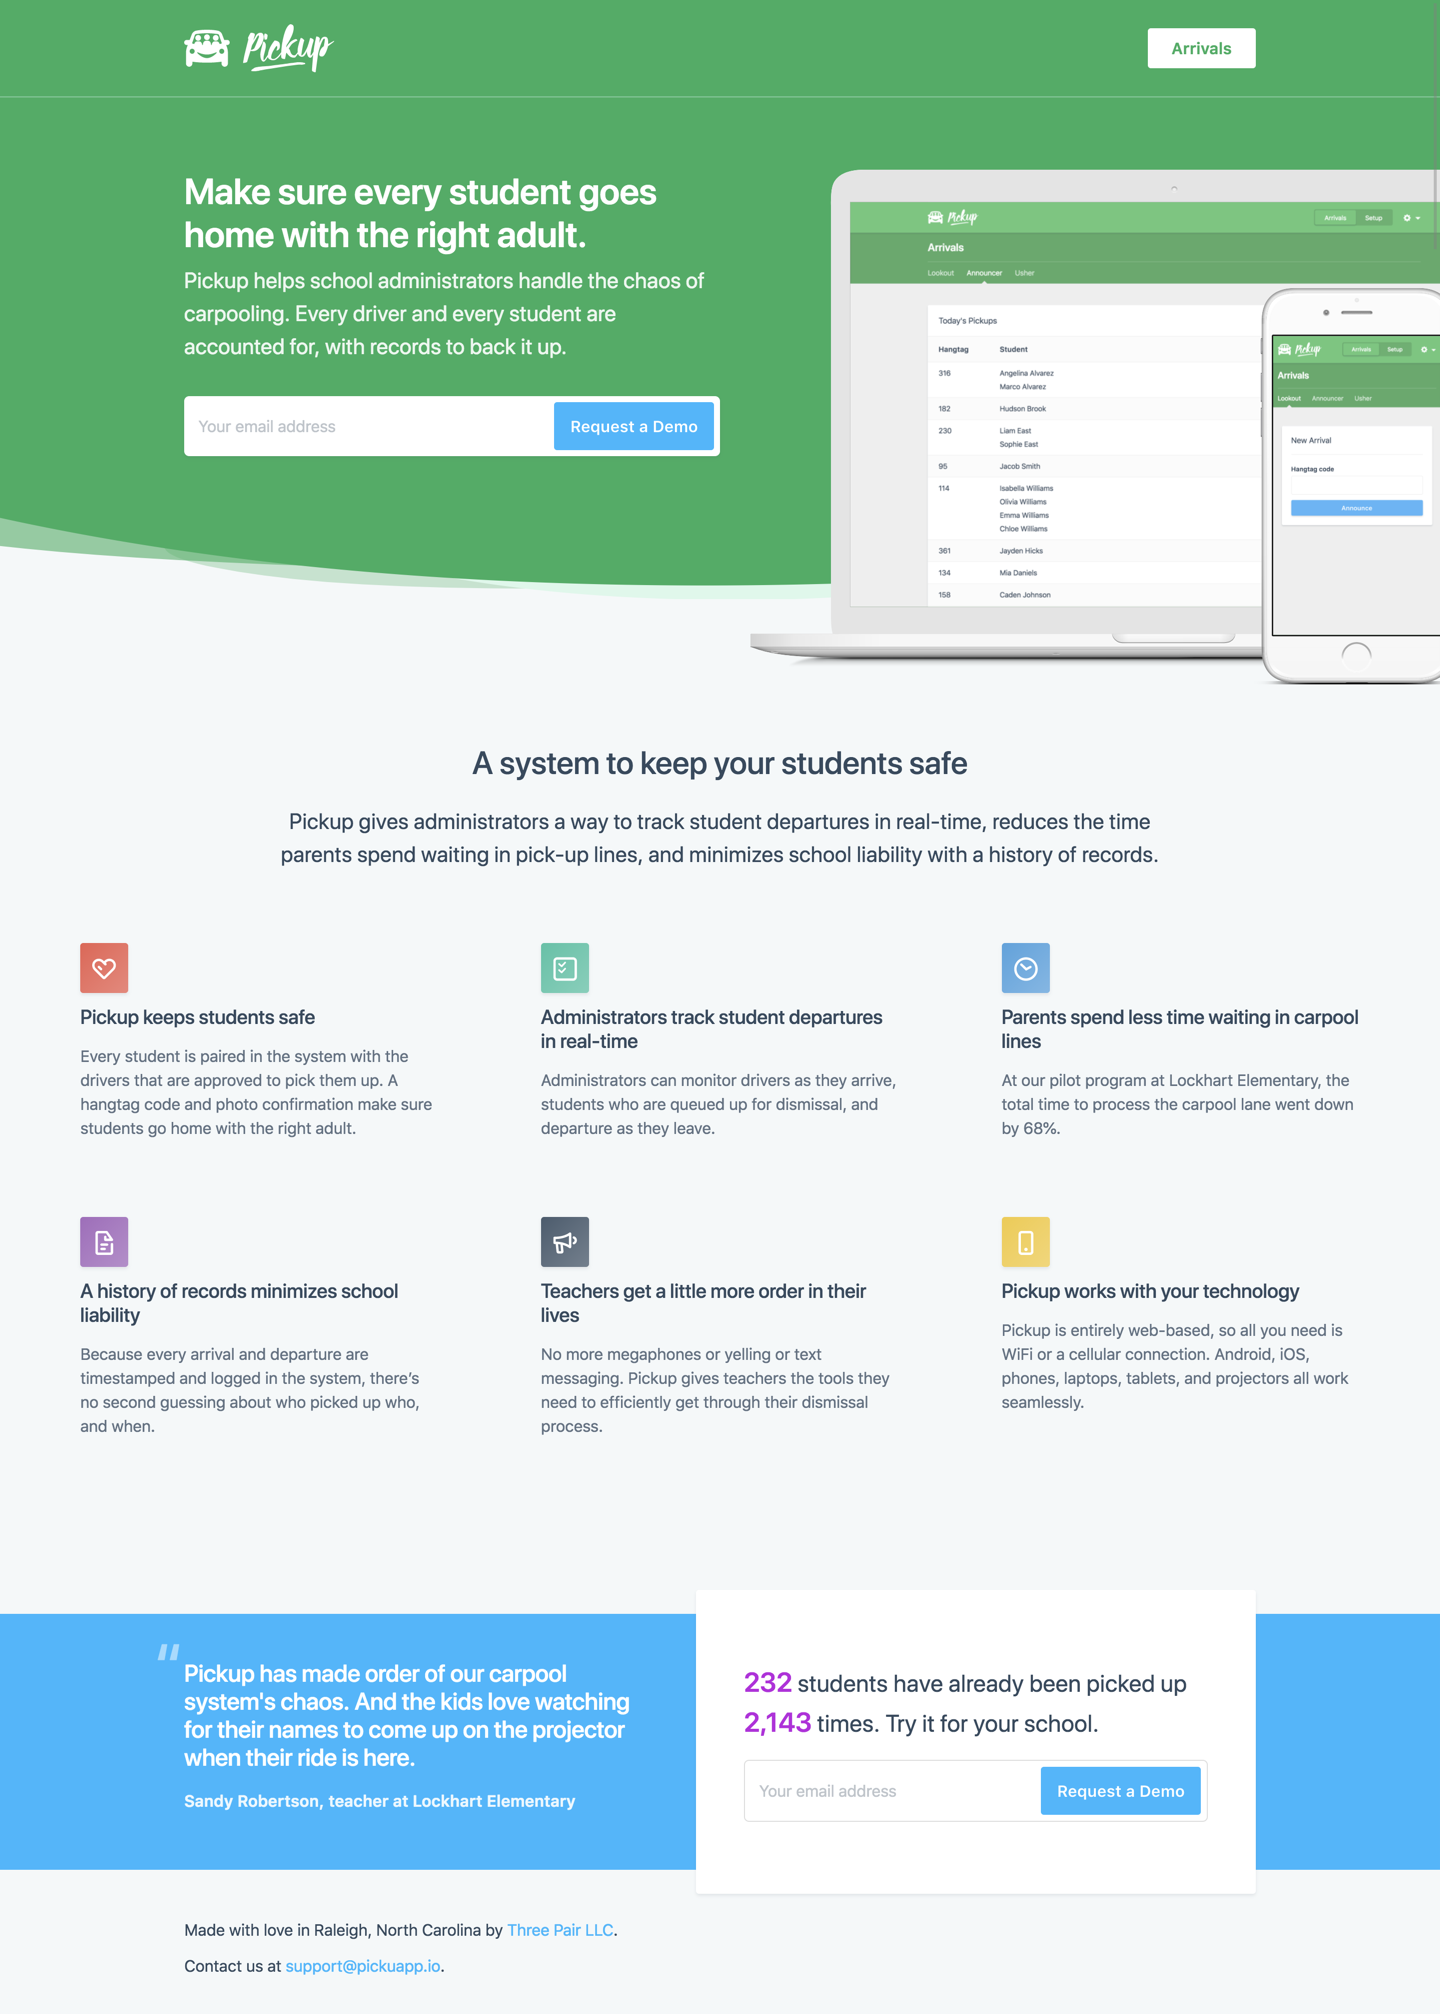 Pickup
Arrivals
Make sure every student goes
home with the right adult.
Pickup helps school administrators handle the chaos of
carpooling. Every driver and every student are
accounted for, with records to back it up.
Your email address
Request a Demo
Pickup
Arrivals
Setup
Arrivals
Lookout
Announcer
Usher
Today's Pickups
Hangtag
Student
316
Angelina Alvarez
Marco Alvarez
182
Hudson Brook
230
Liam East
Sophie East
95
Jacob Smith
114
Isabella Williams
Olivia Williams
Emma Williams
Chloe Williams
361
Jayden Hicks
134
Mia Daniels
158
Caden Johnson
Pickup
Arrivals
Setup
Arrivals
Lookout
Announcer
Usher
New Arrival
Hangtag code
Announce
A system to keep your students safe
Pickup gives administrators a way to track student departures in real-time, reduces the time
parents spend waiting in pick-up lines, and minimizes school liability with a history of records.
Pickup keeps students safe
Every student is paired in the system with the
drivers that are approved to pick them up. A
hangtag code and photo confirmation make sure
students go home with the right adult.
Administrators track student departures
in real-time
Administrators can monitor drivers as they arrive,
students who are queued up for dismissal, and
departure as they leave.
Parents spend less time waiting in carpool
lines
At our pilot program at Lockhart Elementary, the
total time to process the carpool lane went down
by 68%.
A history of records minimizes school
liability
Because every arrival and departure are
timestamped and logged in the system, there's
no second guessing about who picked up who,
and when.
Teachers get a little more order in their
lives
No more megaphones or yelling or text
messaging. Pickup gives teachers the tools they
need to efficiently get through their dismissal
process.
Pickup works with your technology
Pickup is entirely web-based, so all you need is
WiFi or a cellular connection. Android, iOS,
phones, laptops, tablets, and projectors all work
seamlessly.
"
Pickup has made order of our carpool
system's chaos. And the kids love watching
for their names to come up on the projector
when their ride is here.
Sandy Robertson, teacher at Lockhart Elementary
232 students have already been picked up
2,143 times. Try it for your school.
Your email address
Request a Demo
Made with love in Raleigh, North Carolina by Three Pair LLC.
Contact us at support@pickuapp.io.